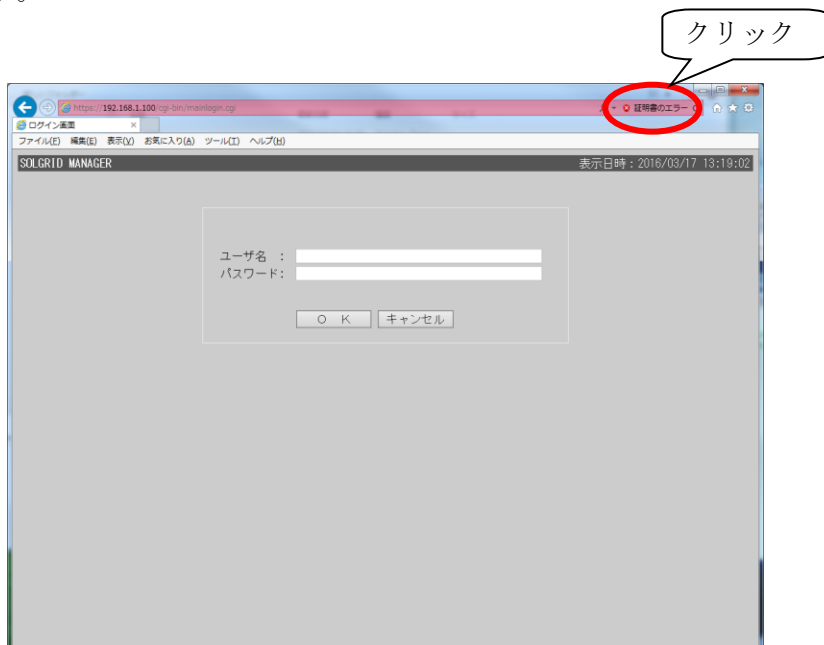 。
クリック
https://192.168.1.100/cgi-bin/mainlogin.cgi
証明書のエラー
ログイン画面 ×
ファイル(F) 編集(E) 表示(V) お気に入り(A) ツール(T) ヘルプ(H)
SOLGRID MANAGER 表示日時：2016/03/17 13:19:02
ユーザ名 ：
パスワード：
O K キャンセル